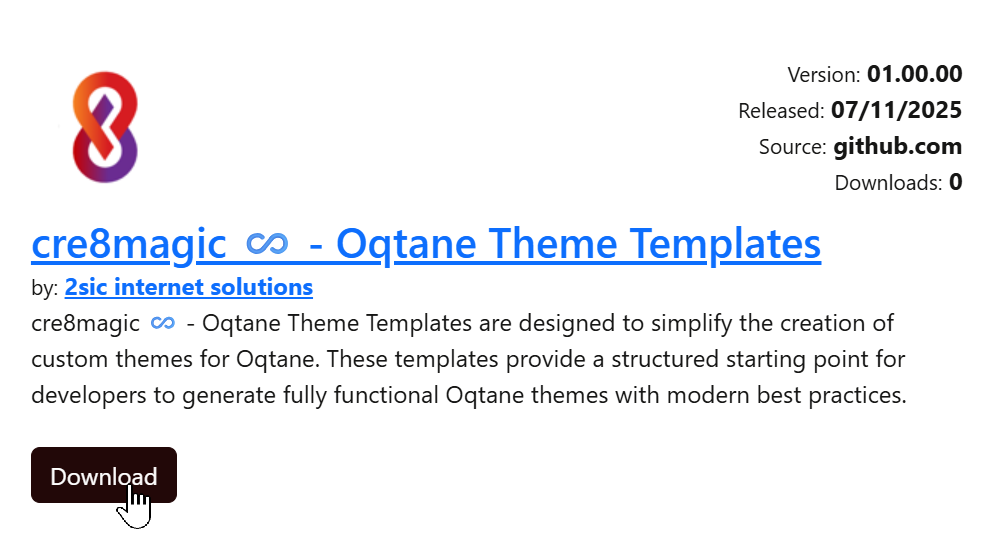 Version: 01.00.00
Released: 07/11/2025
Source: github.com
Downloads: 0
cre8magic ∞ - Oqtane Theme Templates
by: 2sic internet solutions
cre8magic ∞ - Oqtane Theme Templates are designed to simplify the creation of
custom themes for Oqtane. These templates provide a structured starting point for
developers to generate fully functional Oqtane themes with modern best practices.
Download